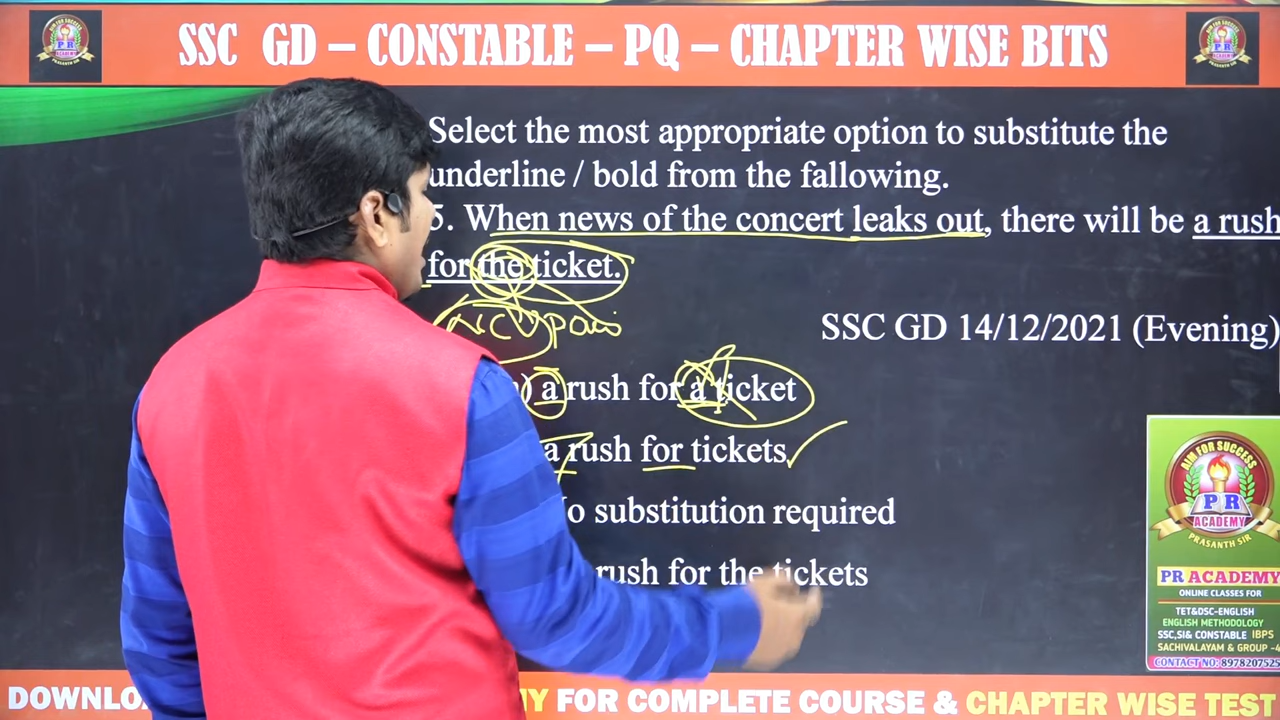 SSC GD – CONSTABLE – PQ – CHAPTER WISE BITS
Select the most appropriate option to substitute the
underline / bold from the fallowing.
5. When news of the concert leaks out, there will be a rush
for the ticket.
SSC GD 14/12/2021 (Evening)
a rush for a ticket
a rush for tickets
No substitution required
rush for the tickets
AIM FOR SUCCESS
PR
ACADEMY
PRASANTH SIR
PR ACADEMY
ONLINE CLASSES FOR
TET&DSC-ENGLISH
ENGLISH METHODOLOGY
SSC,SI& CONSTABLE IBPS
SACHIVALAYAM & GROUP -4
CONTACT NO: 8978207525
FOR COMPLETE COURSE & CHAPTER WISE TEST